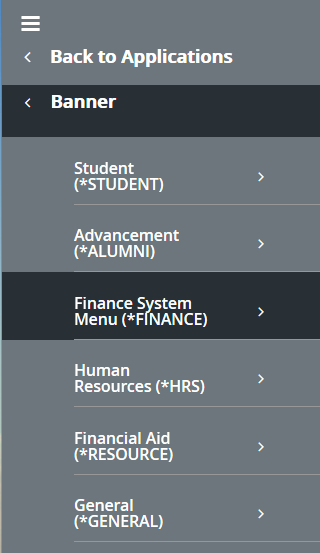 Back to Applications
Banner
Student
(*STUDENT)
Advancement
(*ALUMNI)
Finance System
Menu (*FINANCE)
Human
Resources (*HRS)
Financial Aid
(*RESOURCE)
General
(*GENERAL)